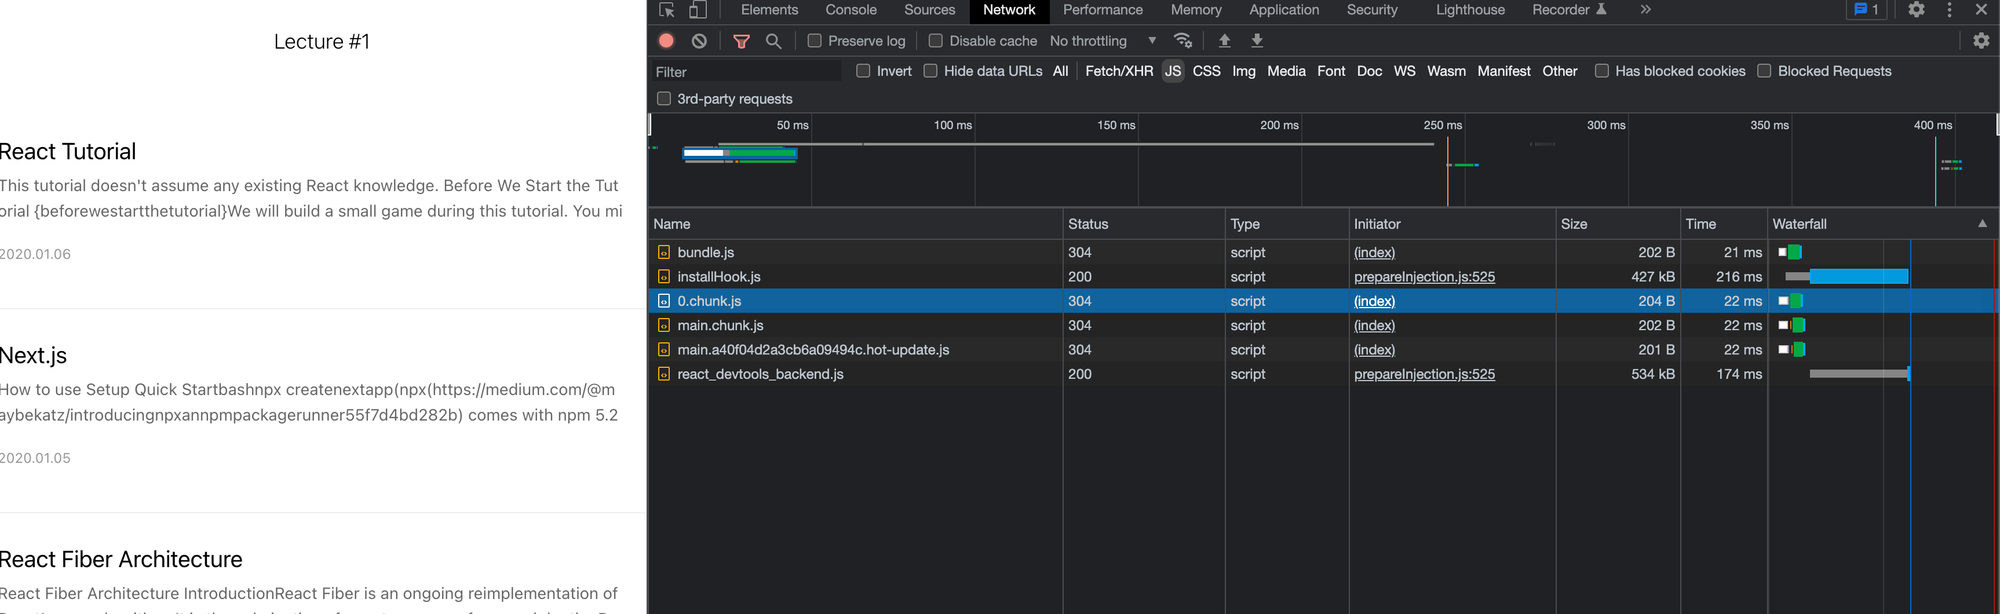 Lecture #1
React Tutorial
This tutorial doesn't assume any existing React knowledge. Before We Start the Tut
orial {beforewestartthetutorial}We will build a small game during this tutorial. You mi
2020.01.06
Next.js
How to use Setup Quick Startbashnpx createnextapp(npx(https://medium.com/@m
aybekatz/introducingnpxannpmpackagerunner55f7d4bd282b) comes with npm 5.2
2020.01.05
React Fiber Architecture
React Fiber Architecture IntroductionReact Fiber is an ongoing reimplementation of
Elements Console Sources Network Performance Memory Application Security Lighthouse Recorder 1
Preserve log Disable cache No throttling
Filter Invert Hide data URLs All Fetch/XHR JS CSS Img Media Font Doc WS Wasm Manifest Other Has blocked cookies Blocked Requests
3rd-party requests
50 ms 100 ms 150 ms 200 ms 250 ms 300 ms 350 ms 400 ms
Name Status Type Initiator Size Time Waterfall
bundle.js 304 script (index) 202 B 21 ms
installHook.js 200 script prepareInjection.js:525 427 kB 216 ms
0.chunk.js 304 script (index) 204 B 22 ms
main.chunk.js 304 script (index) 202 B 22 ms
main.a40f04d2a3cb6a09494c.hot-update.js 304 script (index) 201 B 22 ms
react_devtools_backend.js 200 script prepareInjection.js:525 534 kB 174 ms